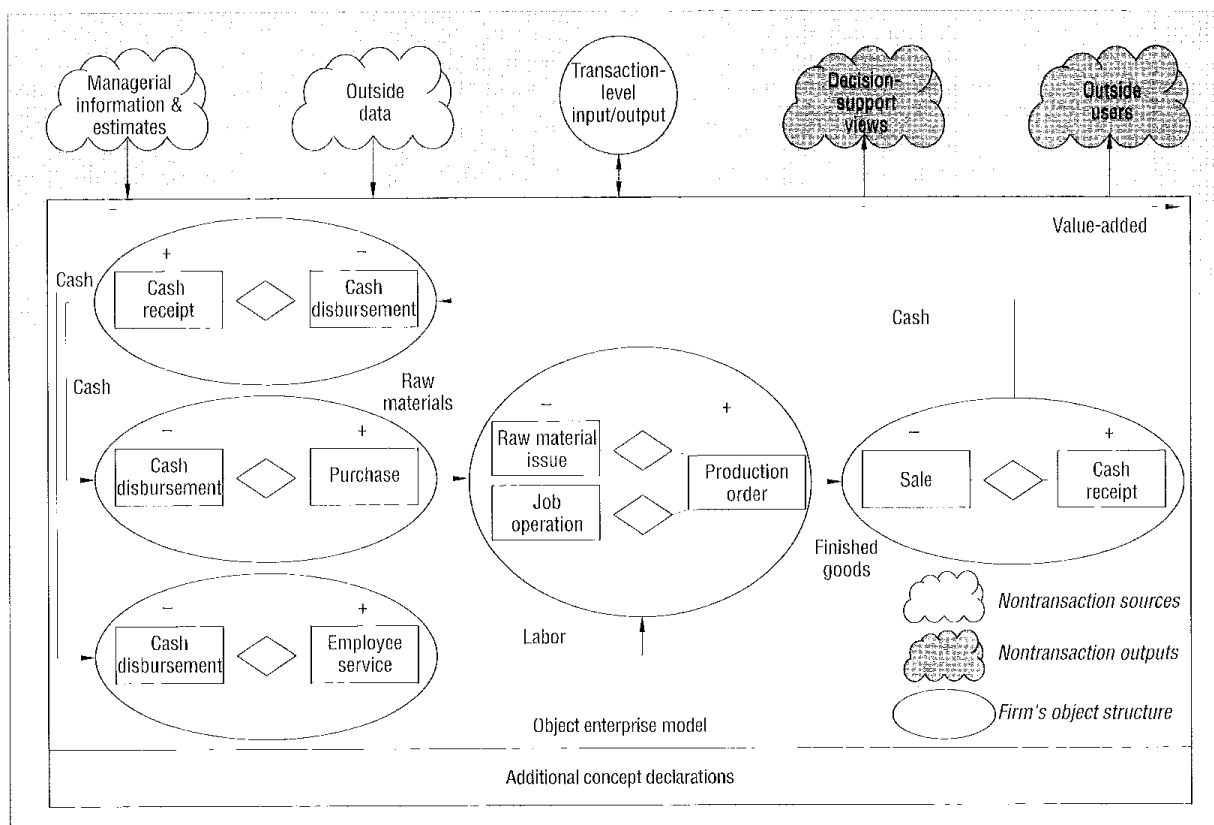 Managerial
information &
estimates
Outside
data
Transaction-
level
input/output
Decision-
support
views
Outside
users
−
Value-added
+
−
Cash
Cash
receipt
Cash
disbursement
Cash
Cash
Raw
materials
−
+
−
+
−
+
Cash
disbursement
Purchase
Raw material
issue
Production
order
Sale
Cash
receipt
Job
operation
Finished
goods
−
+
Cash
disbursement
Employee
service
Labor
Nontransaction sources
Nontransaction outputs
Firm's object structure
Object enterprise model
Additional concept declarations